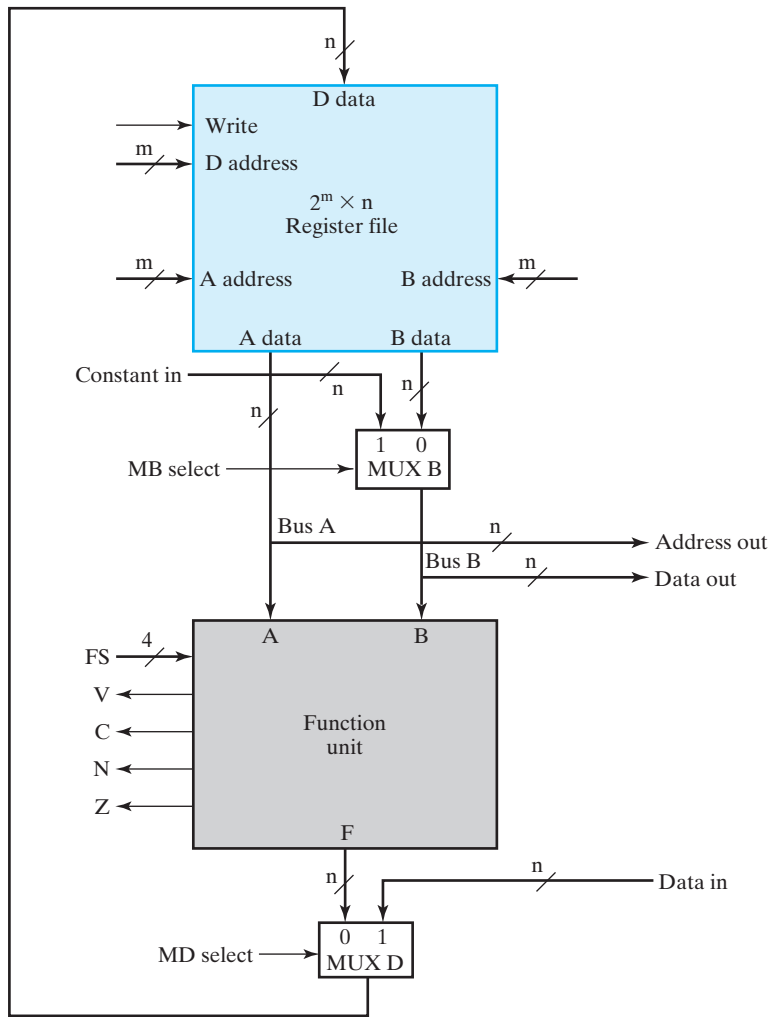 n
D data
Write
m
D address
2^m × n
Register file
m
A address
B address
m
A data
B data
Constant in
n
n
n
1 0
MB select
MUX B
Bus A
n
Address out
Bus B
n
Data out
A
B
FS
4
V
C
N
Z
Function
unit
F
n
n
Data in
0 1
MD select
MUX D